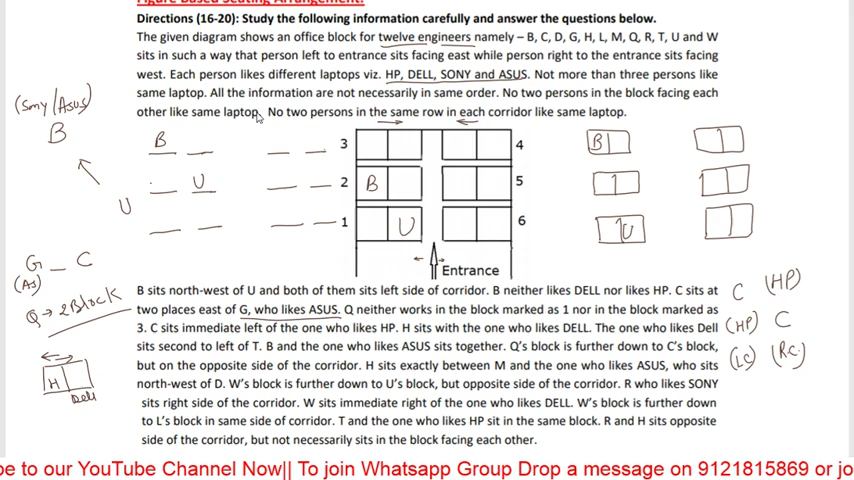 Figure Based Seating Arrangement:
Directions (16-20): Study the following information carefully and answer the questions below.
The given diagram shows an office block for twelve engineers namely – B, C, D, G, H, L, M, Q, R, T, U and W
sits in such a way that person left to entrance sits facing east while person right to the entrance sits facing
west. Each person likes different laptops viz. HP, DELL, SONY and ASUS. Not more than three persons like
same laptop. All the information are not necessarily in same order. No two persons in the block facing each
other like same laptop. No two persons in the same row in each corridor like same laptop.
(Sony/Asus)
B
B
3
4
B
U
2
B
5
U
1
U
6
U
Entrance
G _ C
(As)
Q → 2 Block
H
Dell
B sits north-west of U and both of them sits left side of corridor. B neither likes DELL nor likes HP. C sits at
two places east of G, who likes ASUS. Q neither works in the block marked as 1 nor in the block marked as
3. C sits immediate left of the one who likes HP. H sits with the one who likes DELL. The one who likes Dell
sits second to left of T. B and the one who likes ASUS sits together. Q's block is further down to C's block,
but on the opposite side of the corridor. H sits exactly between M and the one who likes ASUS, who sits
north-west of D. W's block is further down to U's block, but opposite side of the corridor. R who likes SONY
sits right side of corridor. W sits immediate right of the one who likes DELL. W's block is further down
to L's block in same side of corridor. T and the one who likes HP sit in the same block. R and H sits opposite
side of the corridor, but not necessarily sits in the block facing each other.
C (HP)
(HP) C
(LC) (RC)
be to our YouTube Channel Now|| To join Whatsapp Group Drop a message on 9121815869 or jo